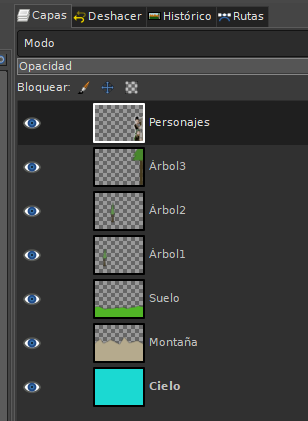 Capas Deshacer Histórico Rutas
Modo
Opacidad
Bloquear:
Personajes
Árbol3
Árbol2
Árbol1
Suelo
Montaña
Cielo